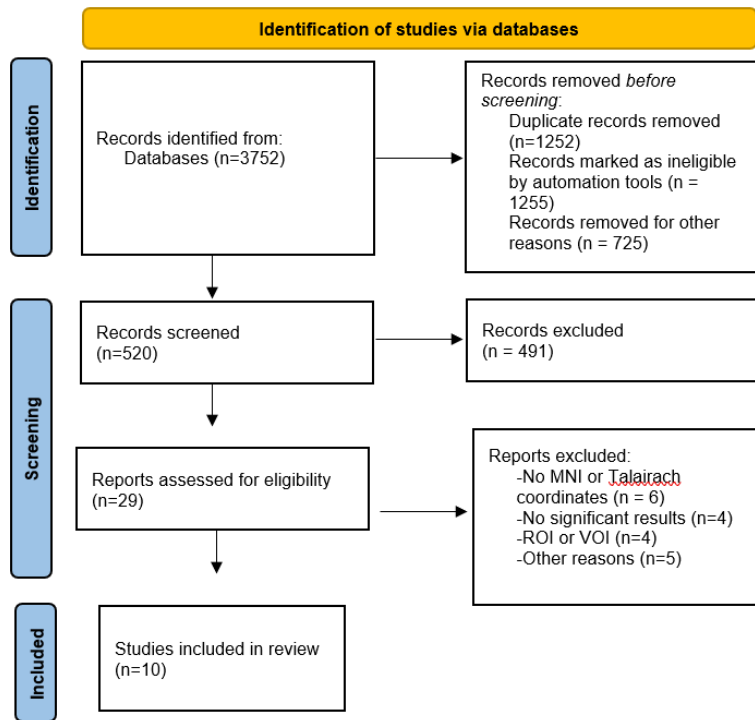 Identification of studies via databases
Identification
Records identified from:
Databases (n=3752)
Records removed before
screening:
Duplicate records removed
(n=1252)
Records marked as ineligible
by automation tools (n =
1255)
Records removed for other
reasons (n = 725)
Screening
Records screened
(n=520)
Records excluded
(n = 491)
Reports assessed for eligibility
(n=29)
Reports excluded:
-No MNI or Talairach
coordinates (n = 6)
-No significant results (n=4)
-ROI or VOI (n=4)
-Other reasons (n=5)
Included
Studies included in review
(n=10)